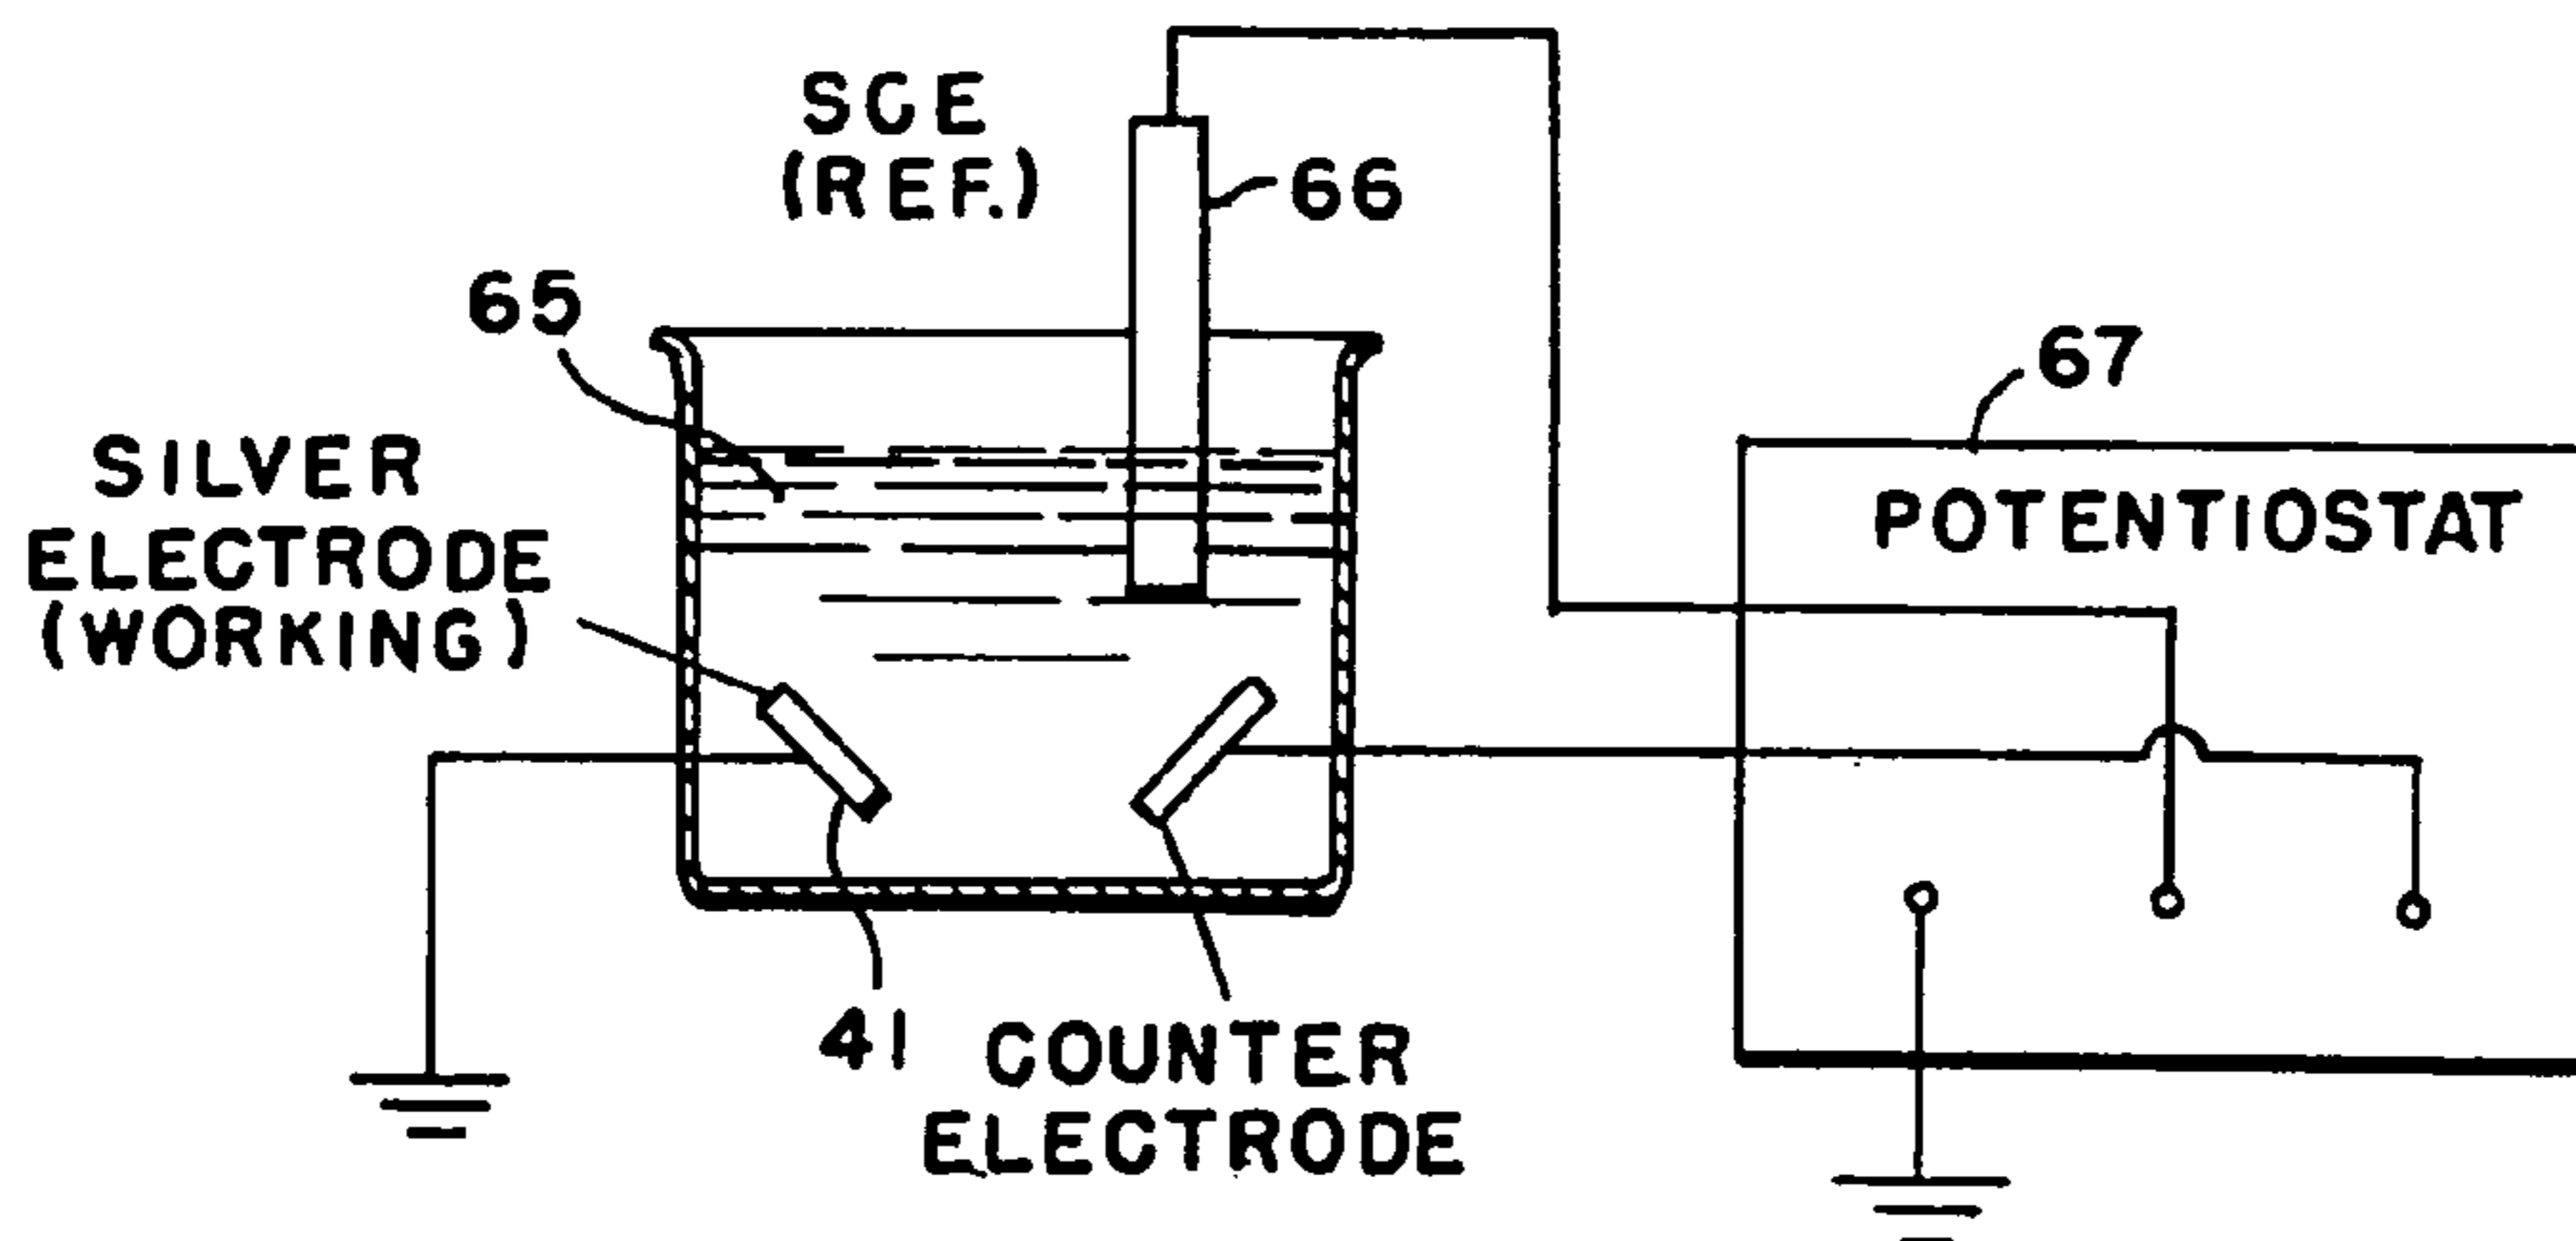 SCE
(REF.)
66
65
67
SILVER
ELECTRODE
(WORKING)
POTENTIOSTAT
41
COUNTER
ELECTRODE